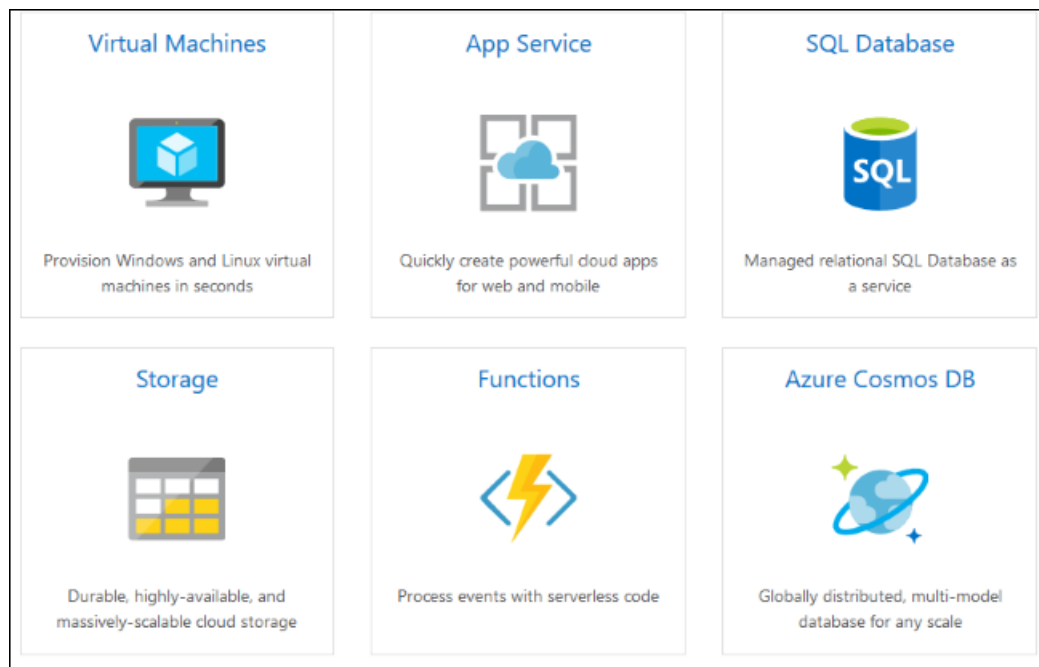 Virtual Machines
Provision Windows and Linux virtual
machines in seconds
App Service
Quickly create powerful cloud apps
for web and mobile
SQL Database
SQL
Managed relational SQL Database as
a service
Storage
Durable, highly-available, and
massively-scalable cloud storage
Functions
Process events with serverless code
Azure Cosmos DB
Globally distributed, multi-model
database for any scale